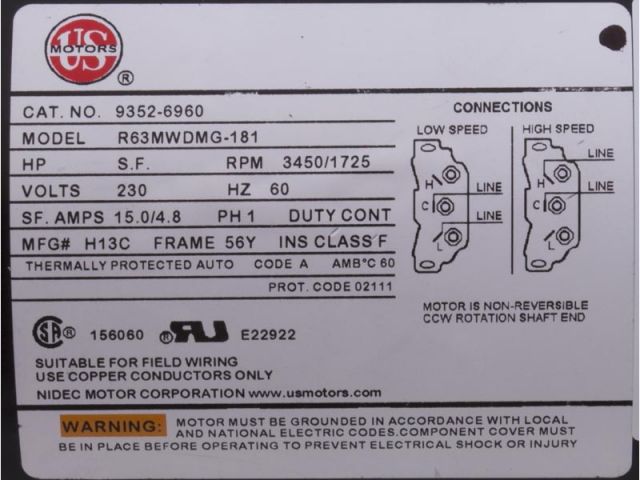 US
MOTORS
®
CAT. NO. 9352-6960
MODEL R63MWDMG-181
HP S.F. RPM 3450/1725
VOLTS 230 HZ 60
SF. AMPS 15.0/4.8 PH 1 DUTY CONT
MFG# H13C FRAME 56Y INS CLASS F
THERMALLY PROTECTED AUTO CODE A AMB°C 60
PROT. CODE 02111
CONNECTIONS
LOW SPEED HIGH SPEED
H LINE
C LINE
L
H LINE
C LINE
L
MOTOR IS NON-REVERSIBLE
CCW ROTATION SHAFT END
SA ® 156060 ® RU E22922
SUITABLE FOR FIELD WIRING
USE COPPER CONDUCTORS ONLY
NIDEC MOTOR CORPORATION www.usmotors.com
WARNING: MOTOR MUST BE GROUNDED IN ACCORDANCE WITH LOCAL
AND NATIONAL ELECTRIC CODES.COMPONENT COVER MUST
BE IN PLACE BEFORE OPERATING TO PREVENT ELECTRICAL SHOCK OR INJURY